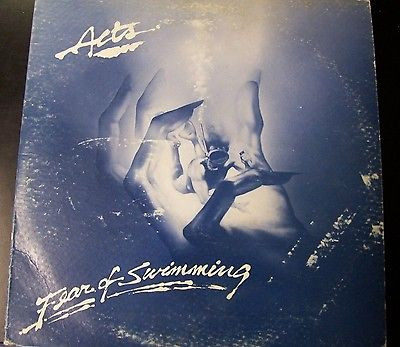 Acts
Fear of Swimming